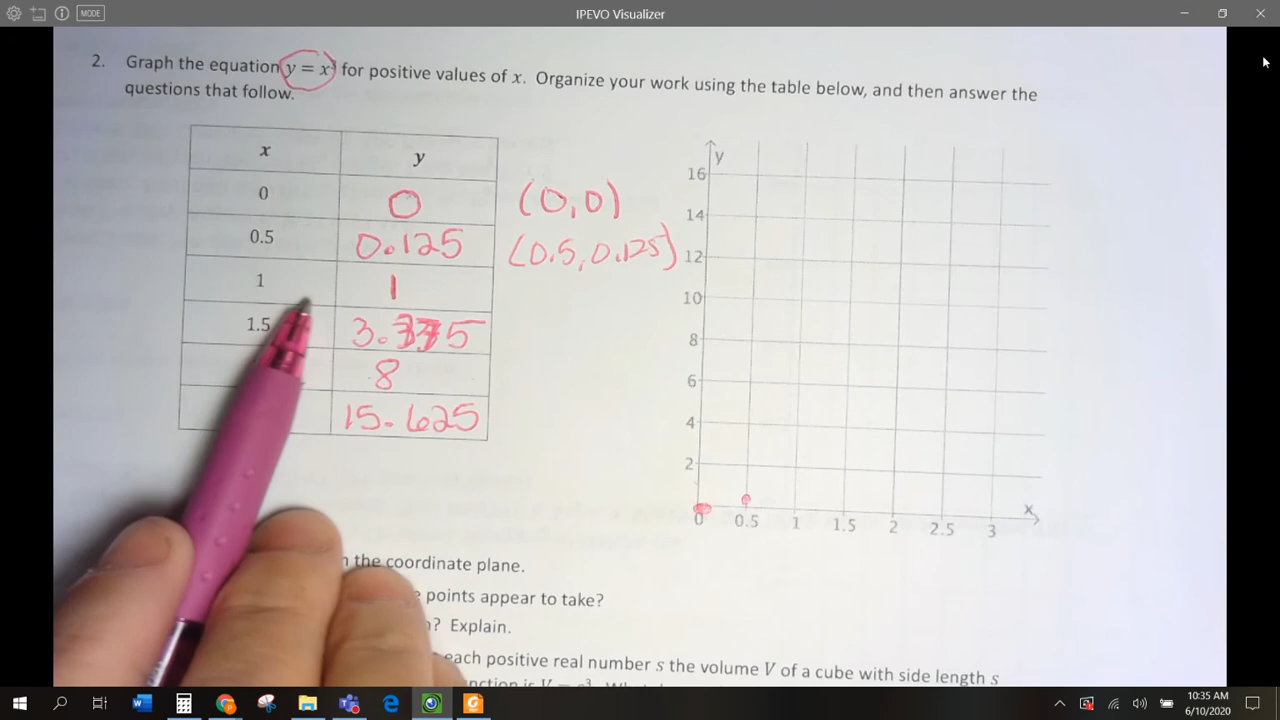 MODE
IPEVO Visualizer
2. Graph the equation y = x³ for positive values of x. Organize your work using the table below, and then answer the
questions that follow.
x y
0 0 (0,0)
0.5 0.125 (0.5, 0.125)
1 1
1.5 3.375
8
15.625
y
16
14
12
10
8
6
4
2
0 0.5 1 1.5 2 2.5 3 x
the coordinate plane.
points appear to take?
? Explain.
each positive real number s the volume V of a cube with side length s
10:35 AM
6/10/2020